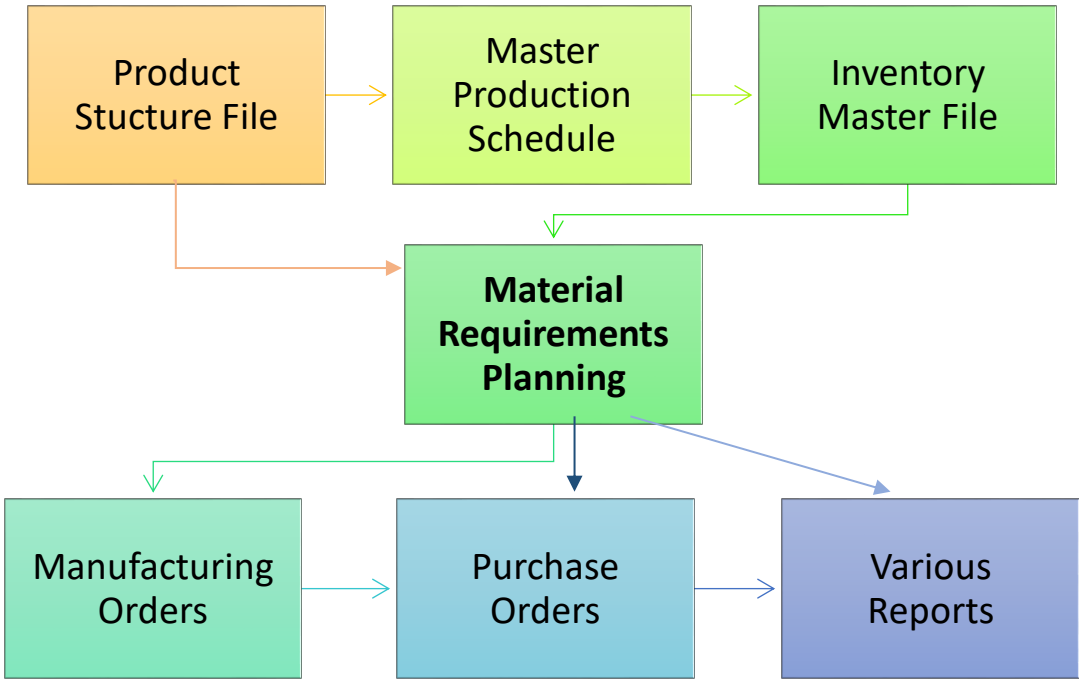 Product
Stucture File
Master
Production
Schedule
Inventory
Master File
Material
Requirements
Planning
Manufacturing
Orders
Purchase
Orders
Various
Reports